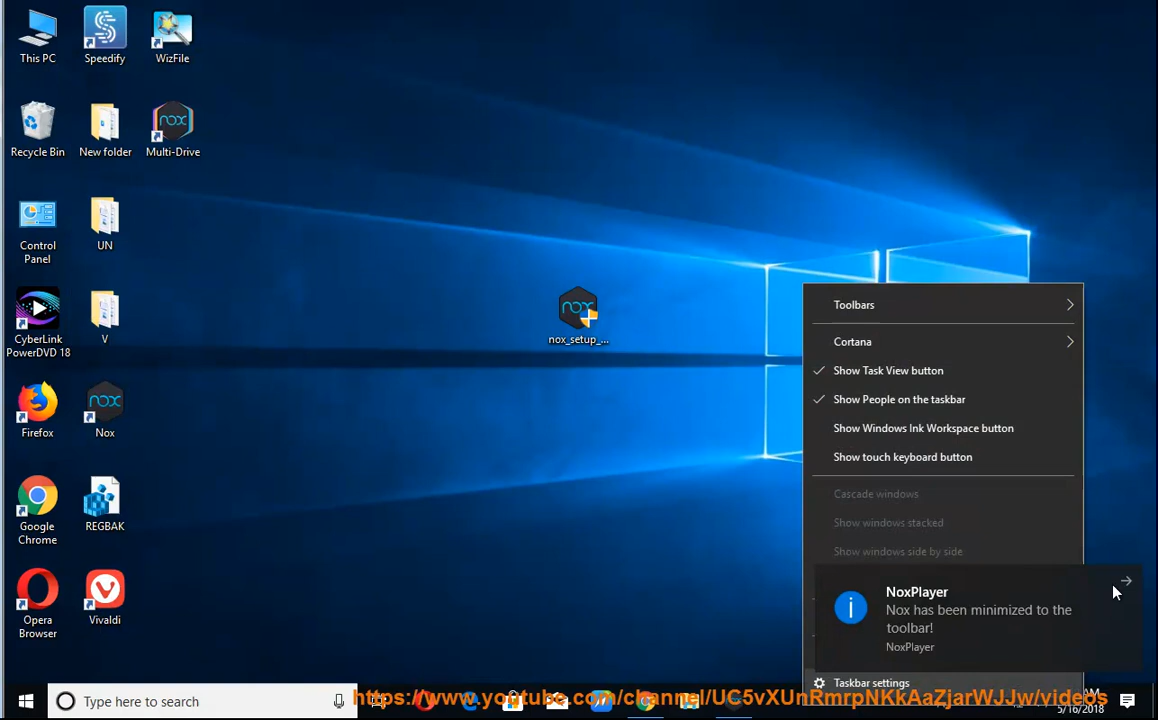 This PC
Speedify
WizFile
Recycle Bin
New folder
nox
Multi-Drive
Control
Panel
UN
CyberLink
PowerDVD 18
V
nox
nox_setup_...
Firefox
nox
Nox
Google
Chrome
REGBAK
Opera
Browser
Vivaldi
Toolbars
Cortana
Show Task View button
Show People on the taskbar
Show Windows Ink Workspace button
Show touch keyboard button
Cascade windows
Show windows stacked
Show windows side by side
NoxPlayer
Nox has been minimized to the
toolbar!
NoxPlayer
Taskbar settings
Type here to search
https://www.youtube.com/channel/UC5vXUnRmrpNKkAaZjarWJJw/videos
5/16/2018